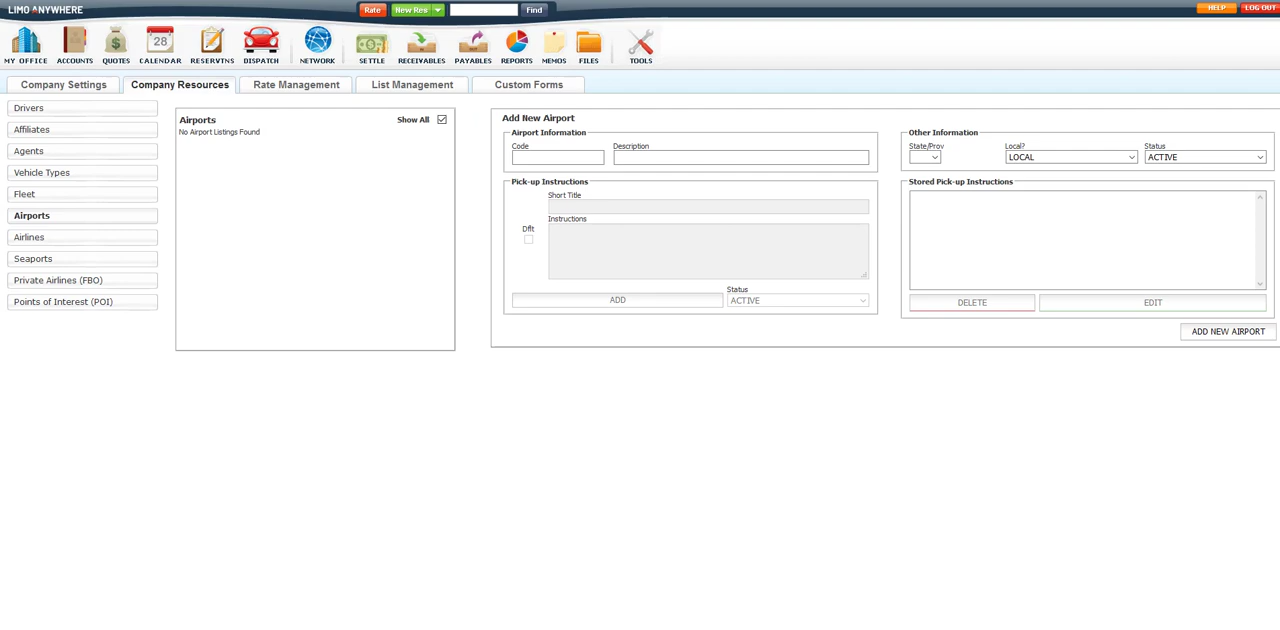 LIMO ANYWHERE
Rate
New Res
Find
HELP
LOG OUT
28
MY OFFICE
ACCOUNTS
QUOTES
CALENDAR
RESERVTNS
DISPATCH
NETWORK
SETTLE
RECEIVABLES
PAYABLES
REPORTS
MEMOS
FILES
TOOLS
Company Settings
Company Resources
Rate Management
List Management
Custom Forms
Drivers
Affiliates
Agents
Vehicle Types
Fleet
Airports
Airlines
Seaports
Private Airlines (FBO)
Points of Interest (POI)
Airports
Show All
No Airport Listings Found
Add New Airport
Airport Information
Code
Description
Pick-up Instructions
Short Title
Instructions
Dflt
ADD
Status
ACTIVE
Other Information
State/Prov
Local?
LOCAL
Status
ACTIVE
Stored Pick-up Instructions
DELETE
EDIT
ADD NEW AIRPORT